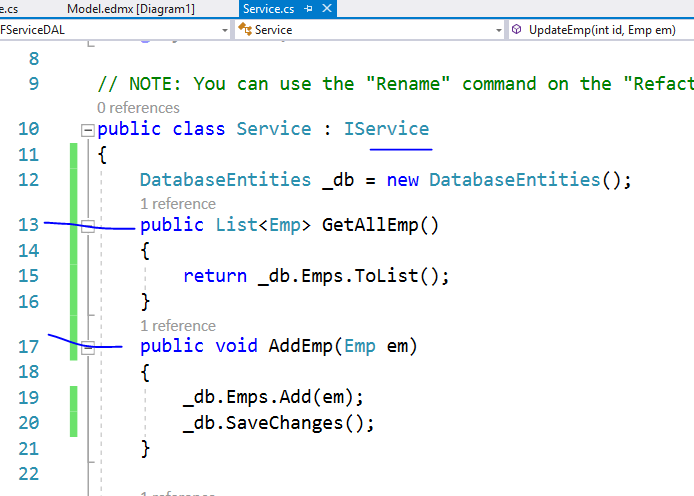 e.cs Model.edmx [Diagram1] Service.cs
FServiceDAL Service UpdateEmp(int id, Emp em)
8
9 // NOTE: You can use the "Rename" command on the "Refact
0 references
10 public class Service : IService
11 {
12 DatabaseEntities _db = new DatabaseEntities();
1 reference
13 public List<Emp> GetAllEmp()
14 {
15 return _db.Emps.ToList();
16 }
1 reference
17 public void AddEmp(Emp em)
18 {
19 _db.Emps.Add(em);
20 _db.SaveChanges();
21 }
22
1 reference